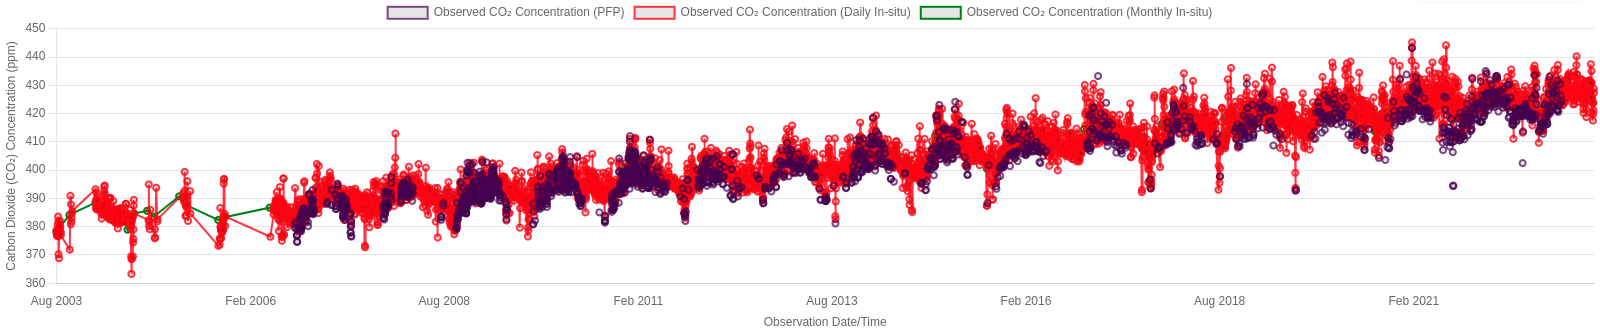 Observed CO₂ Concentration (PFP) Observed CO₂ Concentration (Daily In-situ) Observed CO₂ Concentration (Monthly In-situ)
Carbon Dioxide (CO₂) Concentration (ppm)
450
440
430
420
410
400
390
380
370
360
Aug 2003 Feb 2006 Aug 2008 Feb 2011 Aug 2013 Feb 2016 Aug 2018 Feb 2021
Observation Date/Time